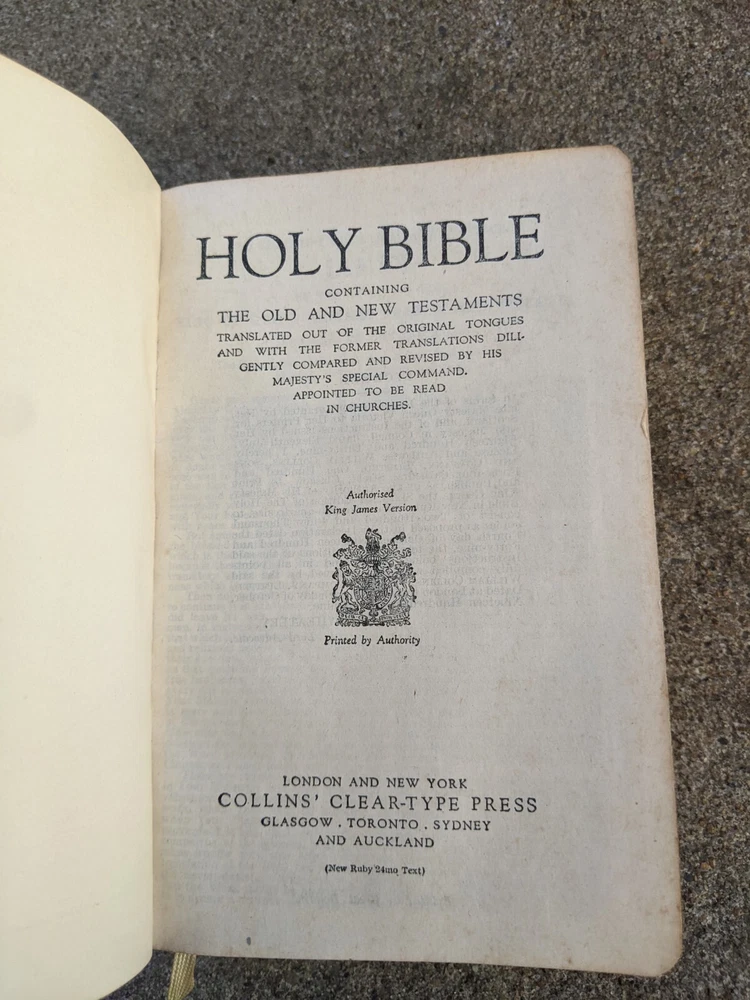 HOLY BIBLE
CONTAINING
THE OLD AND NEW TESTAMENTS
TRANSLATED OUT OF THE ORIGINAL TONGUES
AND WITH THE FORMER TRANSLATIONS DILI-
GENTLY COMPARED AND REVISED BY HIS
MAJESTY'S SPECIAL COMMAND.
APPOINTED TO BE READ
IN CHURCHES.
Authorised
King James Version
Printed by Authority
LONDON AND NEW YORK
COLLINS' CLEAR-TYPE PRESS
GLASGOW . TORONTO . SYDNEY
AND AUCKLAND
(New Ruby 24mo Text)